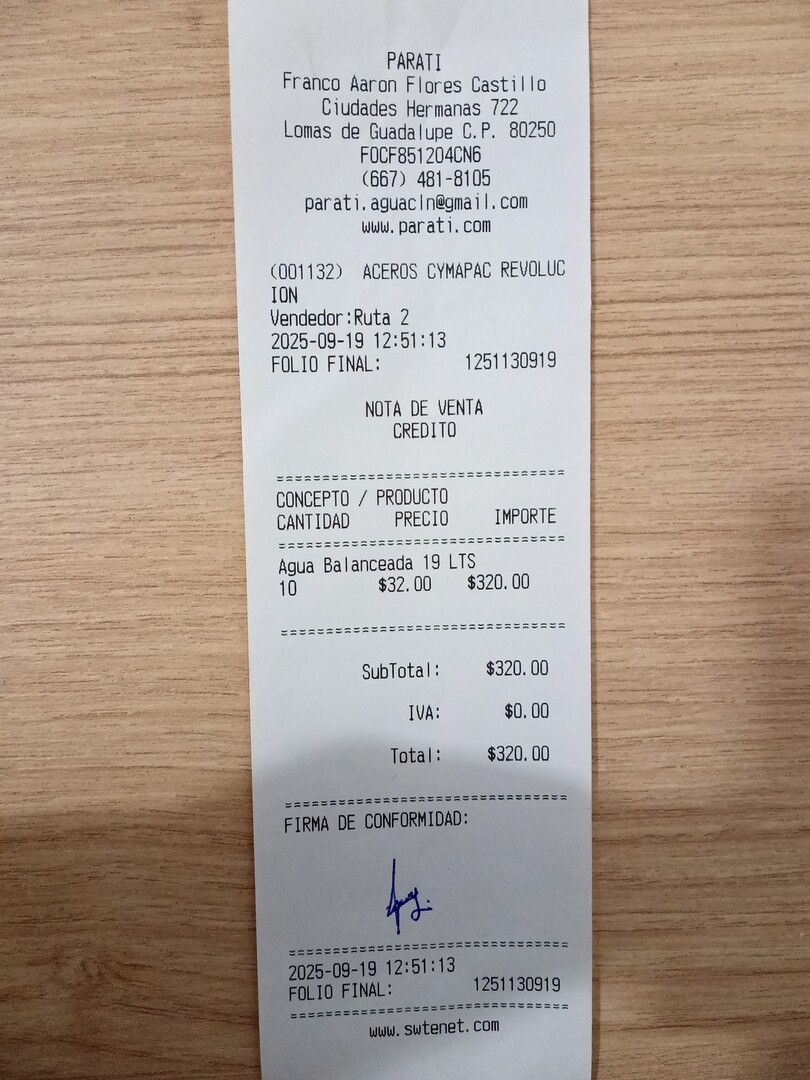 PARATI
Franco Aaron Flores Castillo
Ciudades Hermanas 722
Lomas de Guadalupe C.P. 80250
FOCF851204CN6
(667) 481-8105
parati.aguacln@gmail.com
www.parati.com
(001132) ACEROS CYMAPAC REVOLUC
ION
Vendedor:Ruta 2
2025-09-19 12:51:13
FOLIO FINAL: 1251130919
NOTA DE VENTA
CREDITO
================================
CONCEPTO / PRODUCTO
CANTIDAD PRECIO IMPORTE
================================
Agua Balanceada 19 LTS
10 $32.00 $320.00
================================
SubTotal: $320.00
IVA: $0.00
Total: $320.00
================================
FIRMA DE CONFORMIDAD:
================================
2025-09-19 12:51:13
FOLIO FINAL: 1251130919
================================
www.swtenet.com